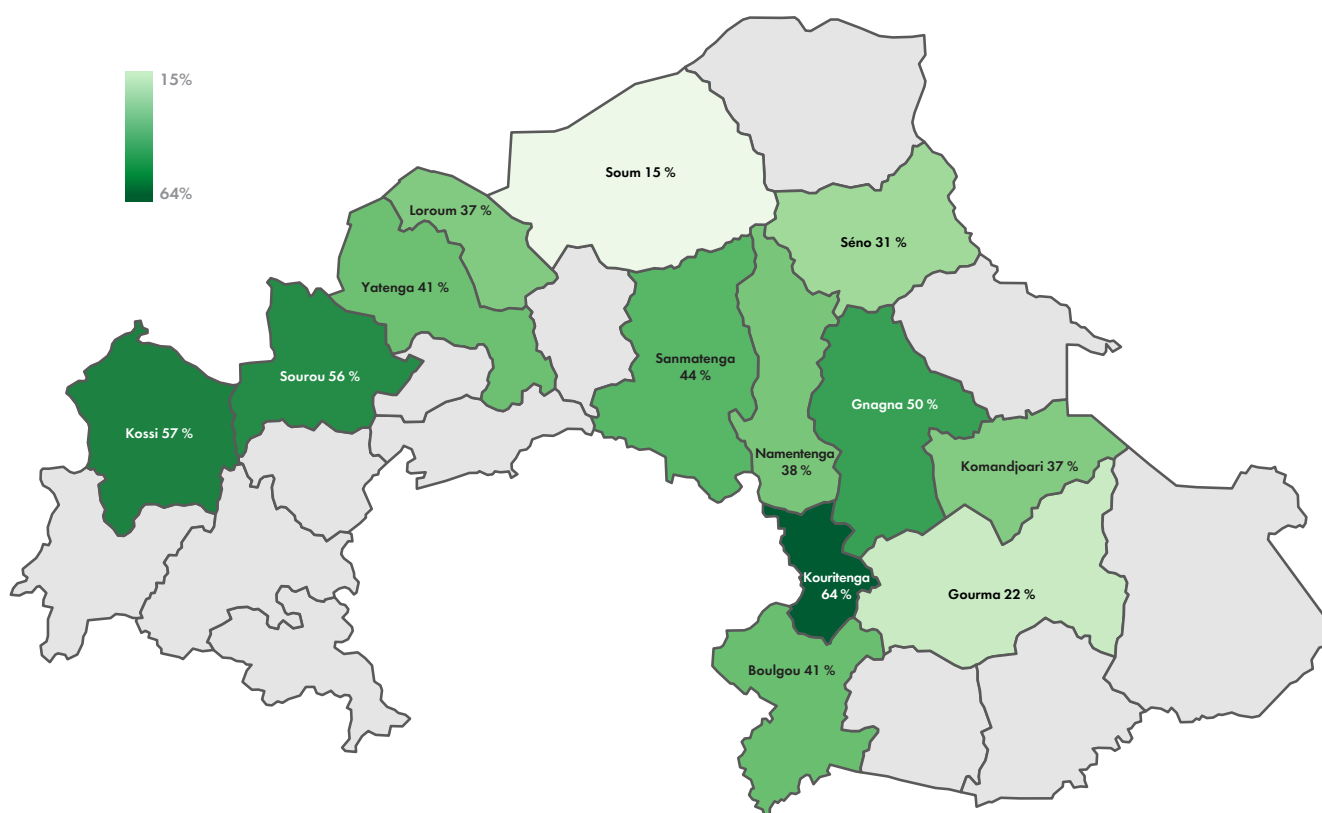 15%
64%
Soum 15 %
Loroum 37 %
Séno 31 %
Yatenga 41 %
Sanmatenga
44 %
Sourou 56 %
Gnagna 50 %
Kossi 57 %
Namentenga
38 %
Komandjoari 37 %
Kouritenga
64 %
Gourma 22 %
Boulgou 41 %